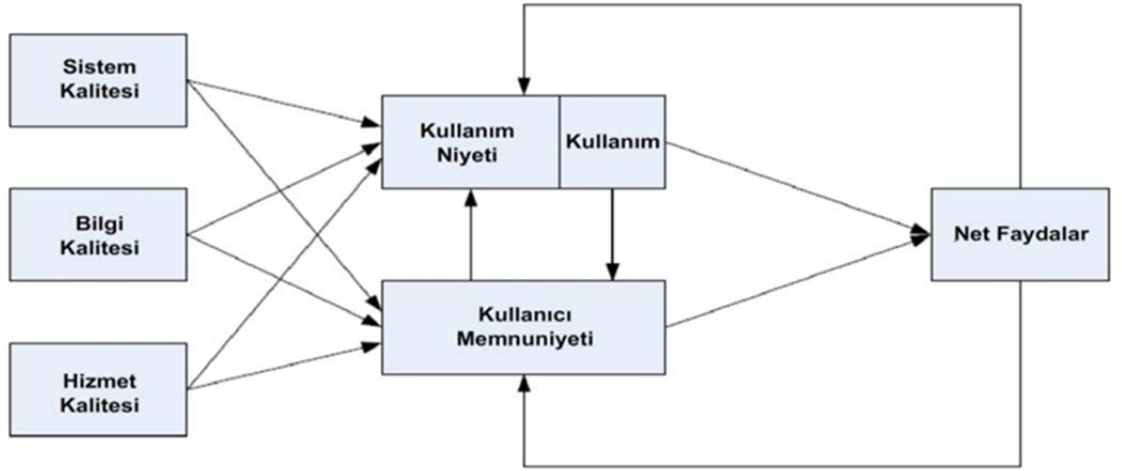 Sistem
Kalitesi
Kullanım
Niyeti
Kullanım
Bilgi
Kalitesi
Net Faydalar
Kullanıcı
Memnuniyeti
Hizmet
Kalitesi